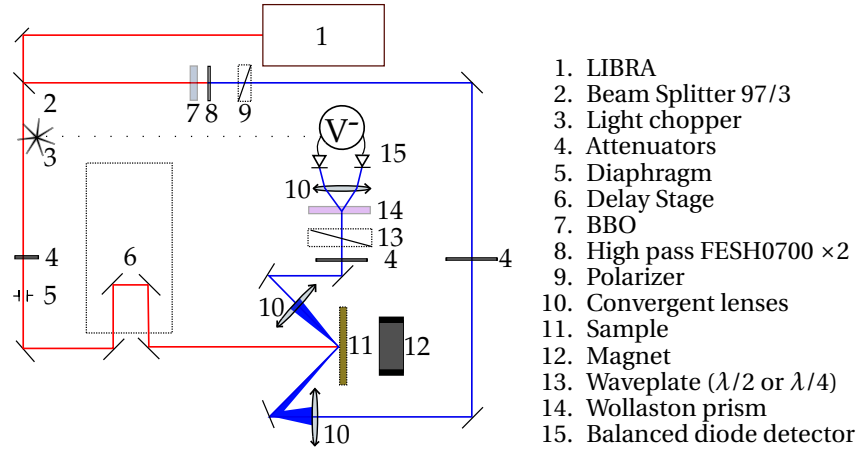 1
2
3
7
8
9
V-
15
10
14
13
4
4
6
5
4
10
11
12
10
1. LIBRA
2. Beam Splitter 97/3
3. Light chopper
4. Attenuators
5. Diaphragm
6. Delay Stage
7. BBO
8. High pass FESH0700 ×2
9. Polarizer
10. Convergent lenses
11. Sample
12. Magnet
13. Waveplate (λ/2 or λ/4)
14. Wollaston prism
15. Balanced diode detector